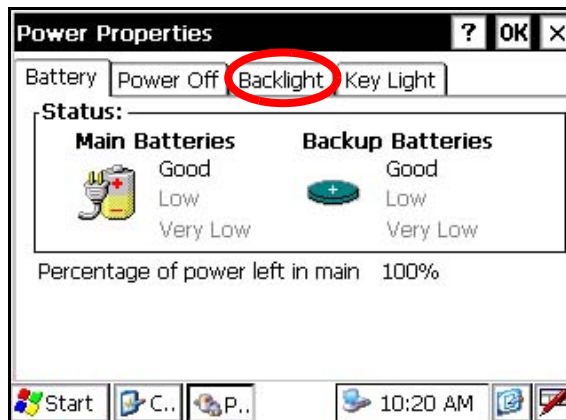 Power Properties ? OK ×
Battery Power Off Backlight Key Light
Status:
Main Batteries Backup Batteries
Good Good
Low Low
Very Low Very Low
Percentage of power left in main 100%
Start C.. P.. 10:20 AM